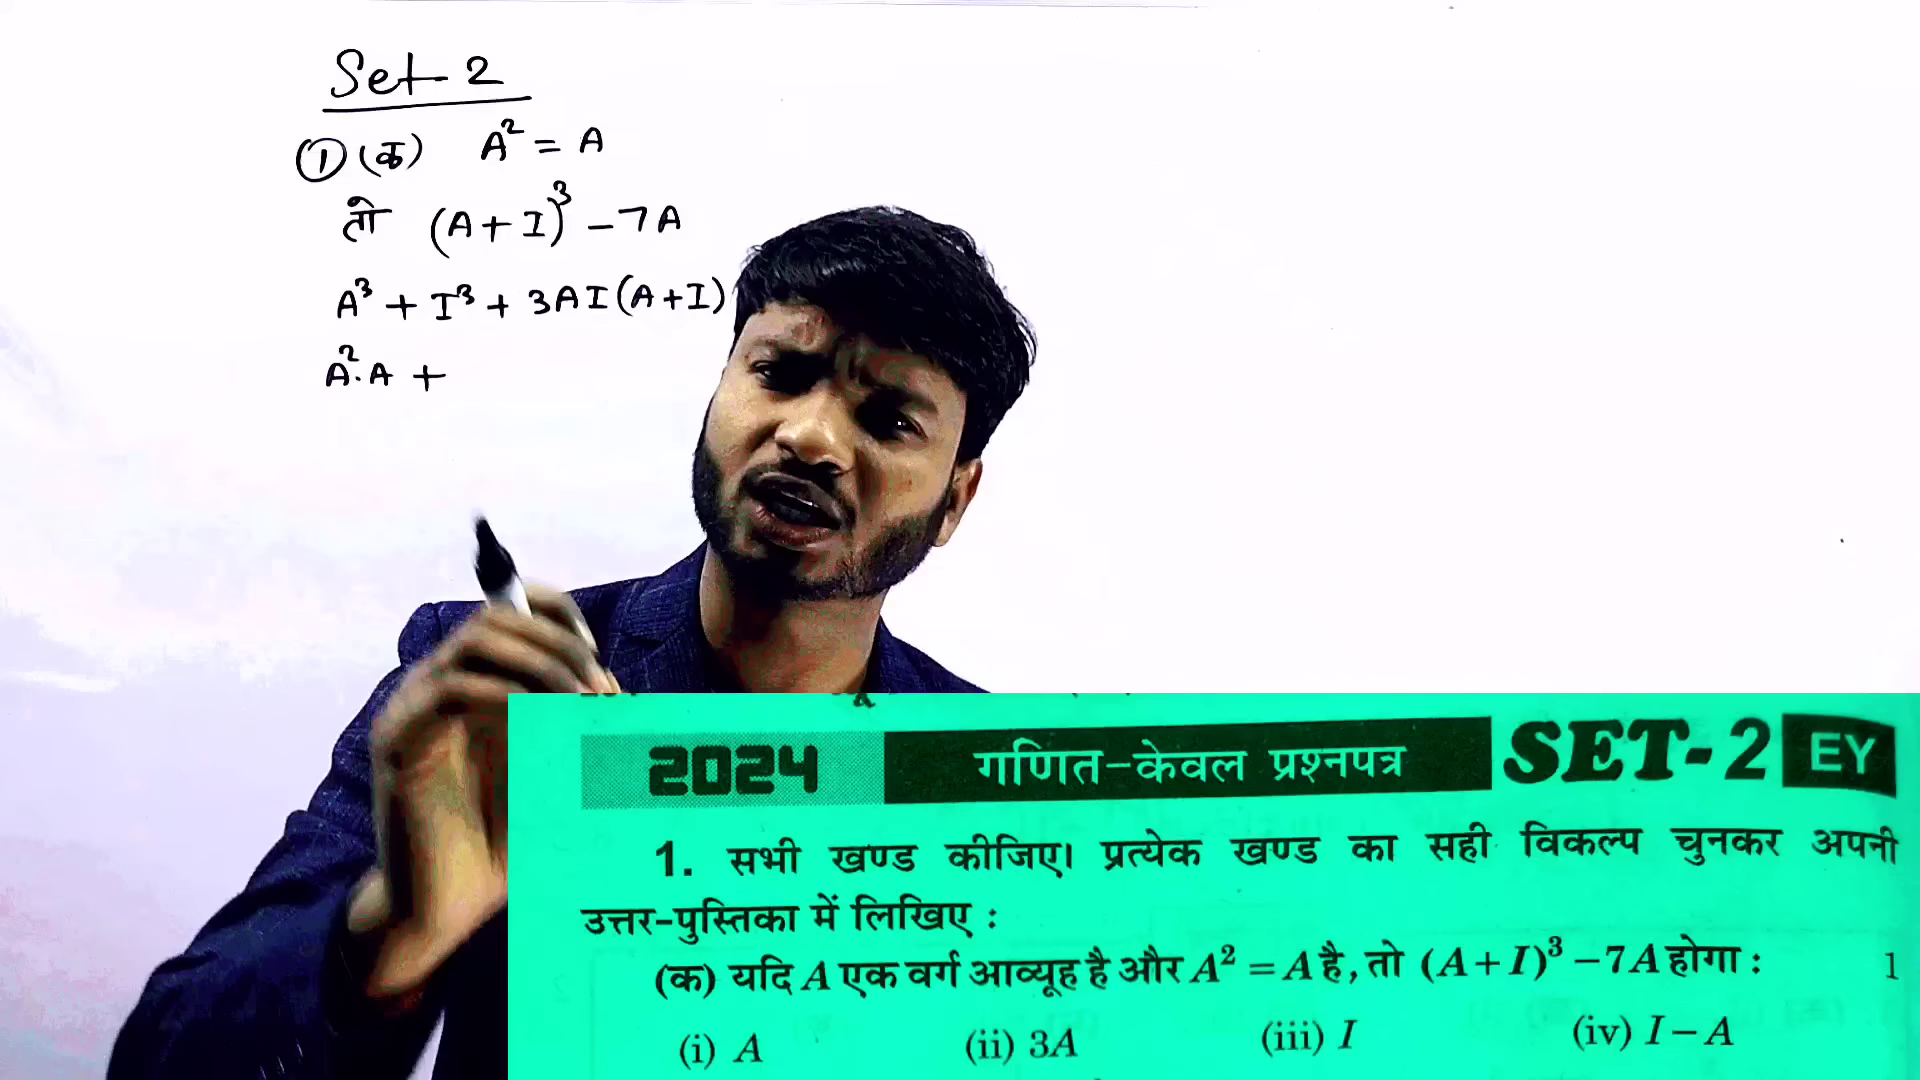 Set-2
① (क) A² = A
तो (A+I)³ – 7A
A³ + I³ + 3AI(A+I)
A².A +
2024 गणित–केवल प्रश्नपत्र SET-2 EY
1. सभी खण्ड कीजिए। प्रत्येक खण्ड का सही विकल्प चुनकर अपनी
उत्तर-पुस्तिका में लिखिए :
(क) यदि A एक वर्ग आव्यूह है और A² = A है, तो (A+I)³ – 7A होगा : 1
(i) A (ii) 3A (iii) I (iv) I – A